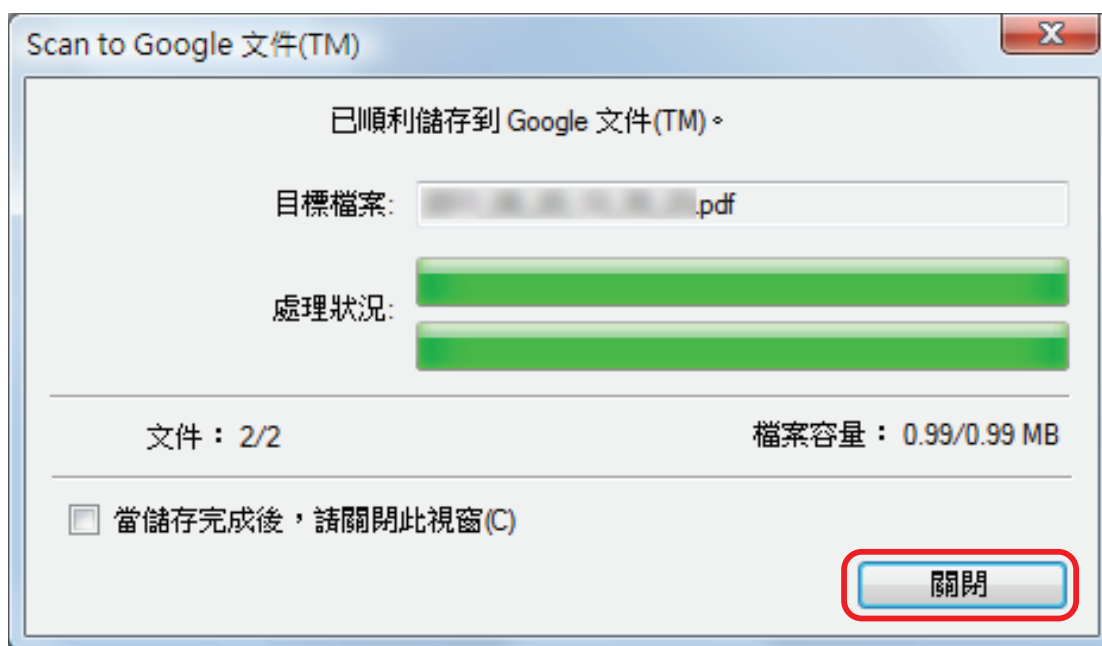 Scan to Google 文件(TM)
已順利儲存到 Google 文件(TM)。
目標檔案: .pdf
處理狀況:
文件：2/2 檔案容量：0.99/0.99 MB
當儲存完成後，請關閉此視窗(C)
關閉